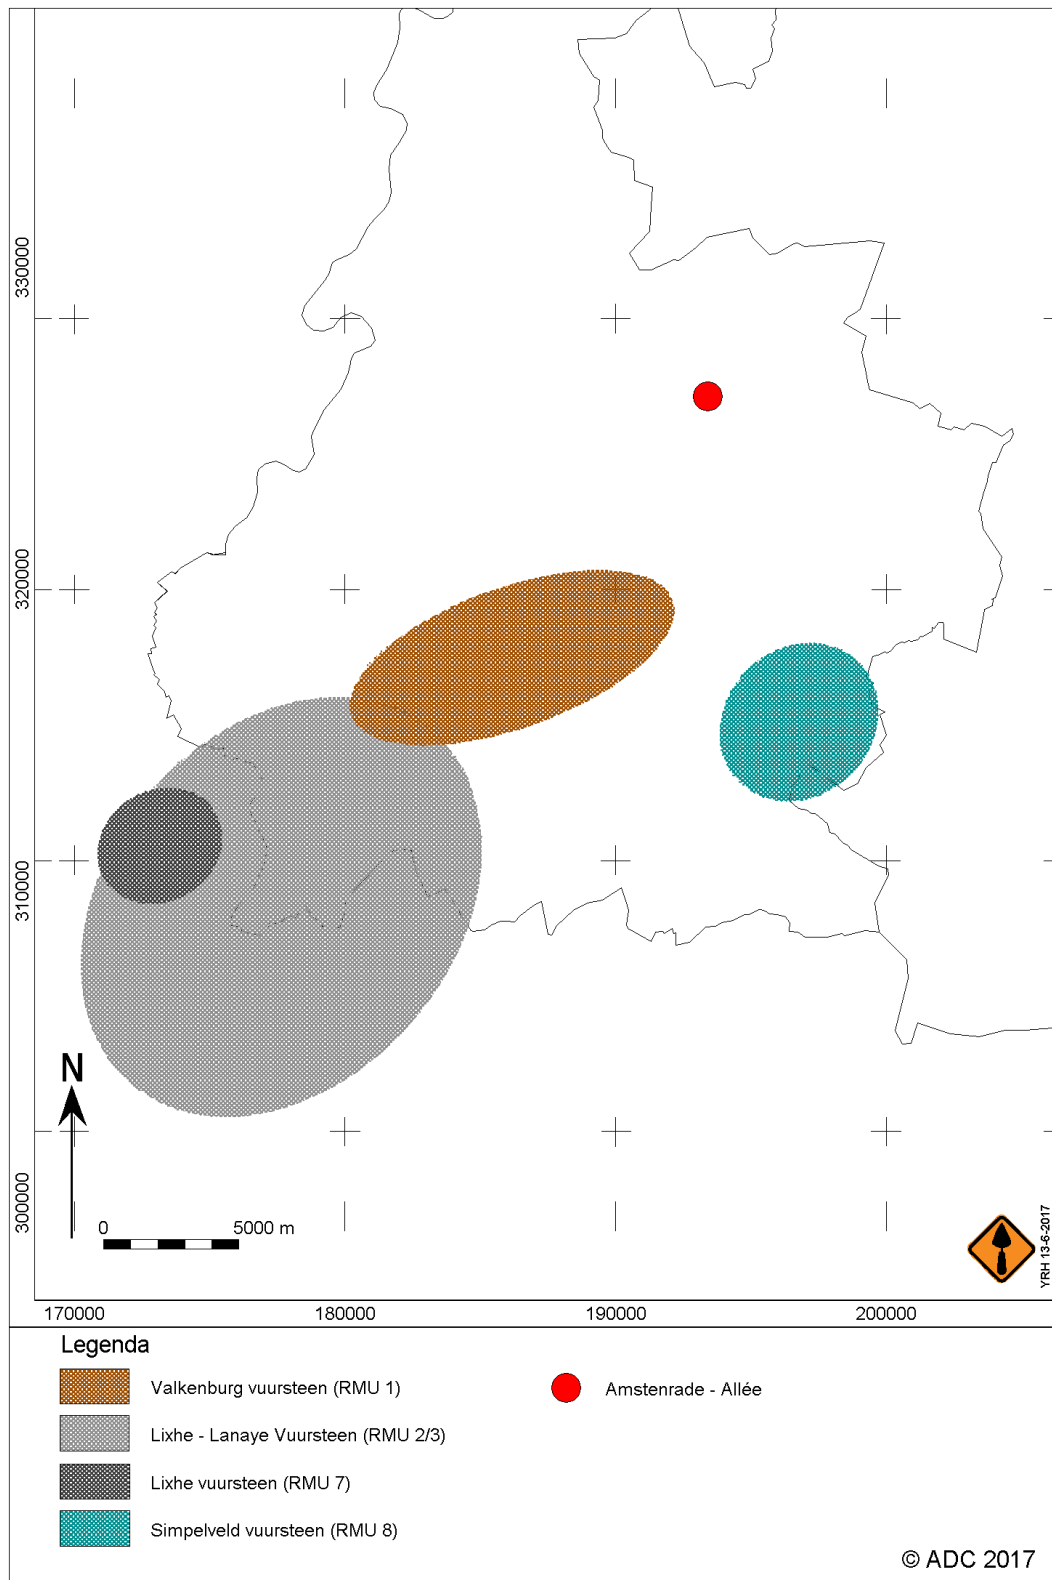 330000
320000
310000
300000
N
0 5000 m
YRH 13-6-2017
170000 180000 190000 200000
Legenda
Valkenburg vuursteen (RMU 1)
Lixhe - Lanaye Vuursteen (RMU 2/3)
Lixhe vuursteen (RMU 7)
Simpelveld vuursteen (RMU 8)
Amstenrade - Allée
© ADC 2017